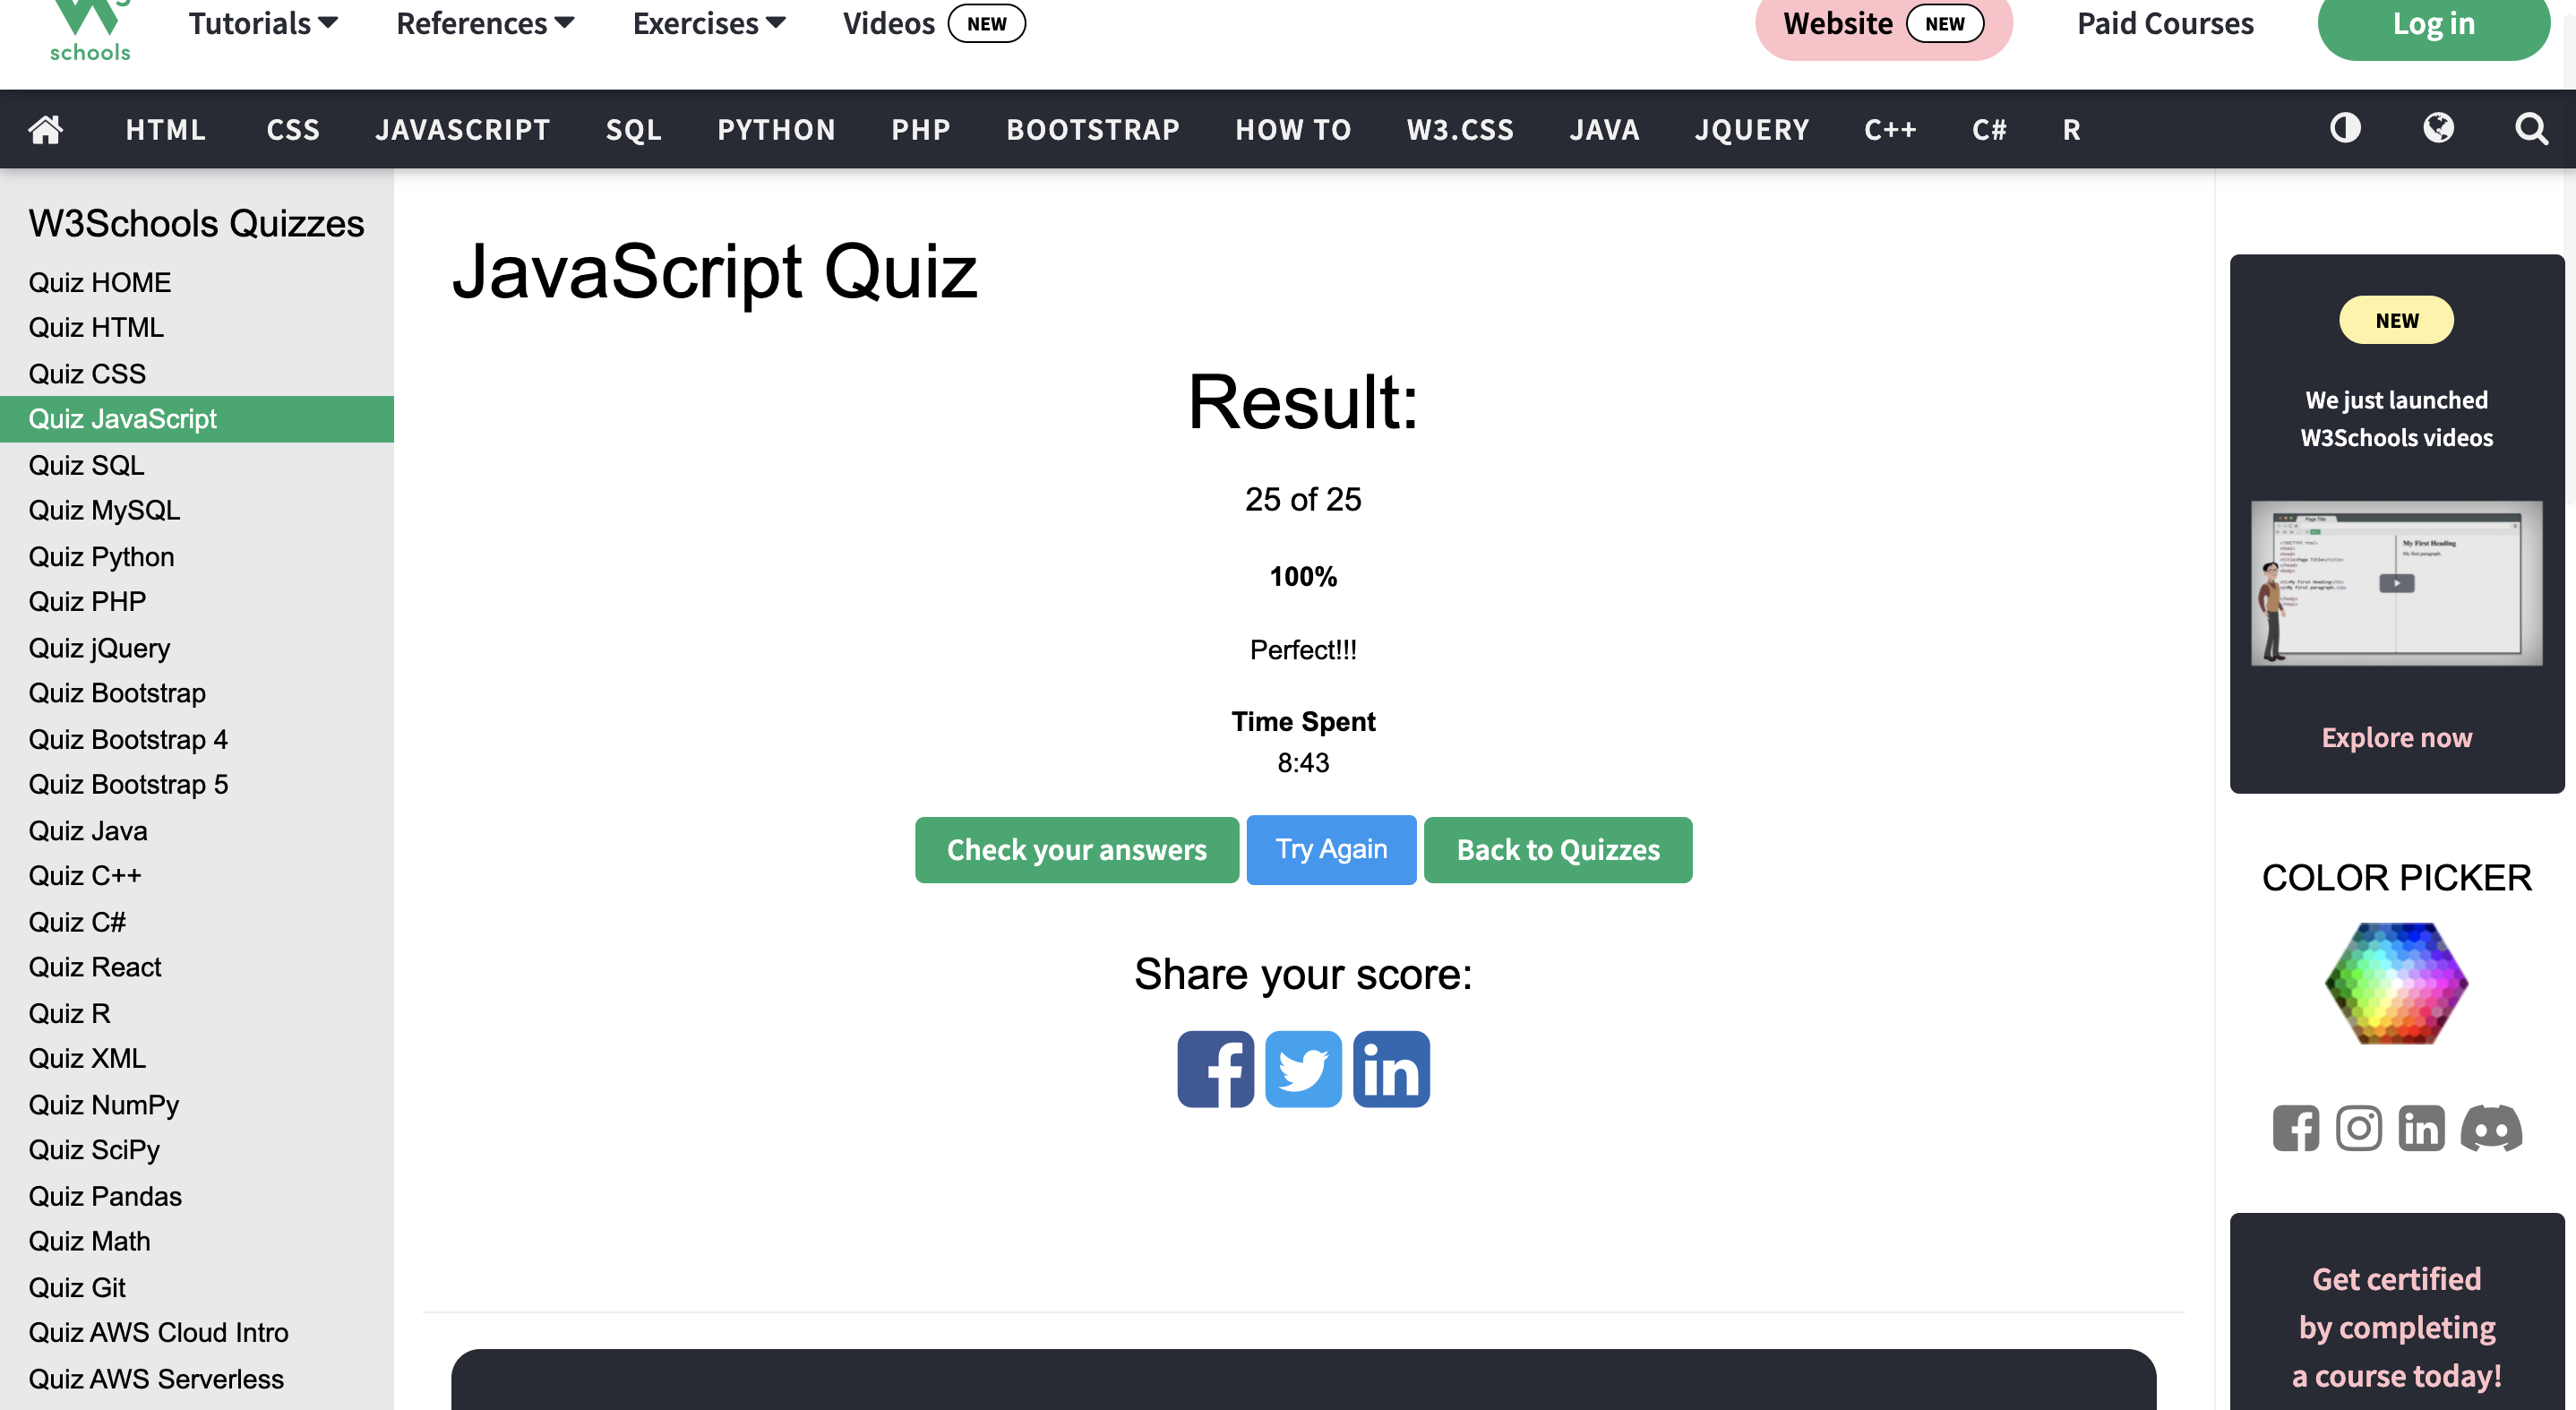 schools
Tutorials References Exercises Videos NEW Website NEW Paid Courses Log in
HTML CSS JAVASCRIPT SQL PYTHON PHP BOOTSTRAP HOW TO W3.CSS JAVA JQUERY C++ C# R
W3Schools Quizzes
Quiz HOME
Quiz HTML
Quiz CSS
Quiz JavaScript
Quiz SQL
Quiz MySQL
Quiz Python
Quiz PHP
Quiz jQuery
Quiz Bootstrap
Quiz Bootstrap 4
Quiz Bootstrap 5
Quiz Java
Quiz C++
Quiz C#
Quiz React
Quiz R
Quiz XML
Quiz NumPy
Quiz SciPy
Quiz Pandas
Quiz Math
Quiz Git
Quiz AWS Cloud Intro
Quiz AWS Serverless
JavaScript Quiz
Result:
25 of 25
100%
Perfect!!!
Time Spent
8:43
Check your answers Try Again Back to Quizzes
Share your score:
NEW
We just launched
W3Schools videos
My First Heading
Explore now
COLOR PICKER
Get certified
by completing
a course today!